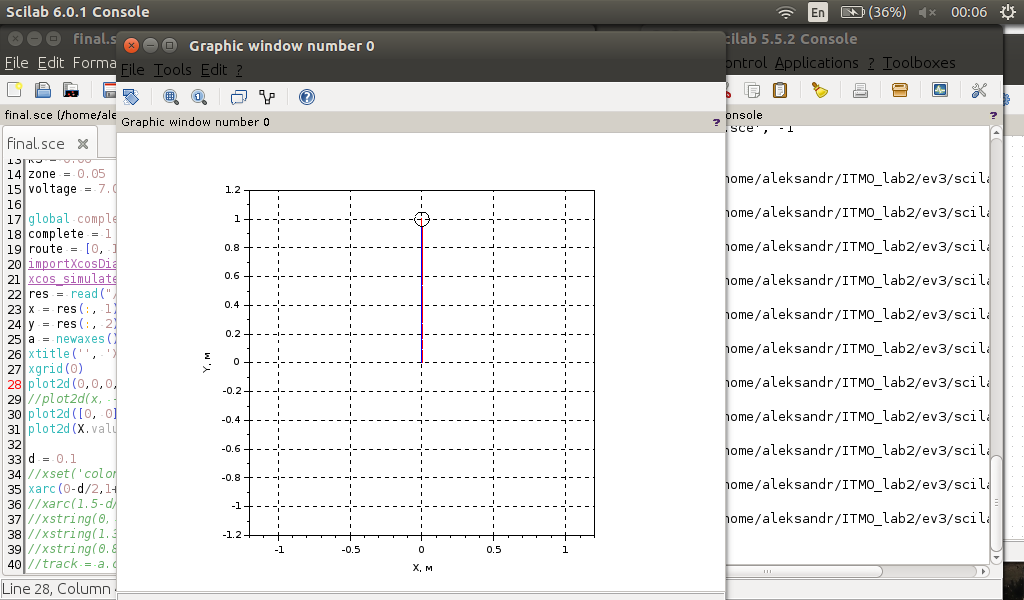 Scilab 6.0.1 Console
En
(36%)
00:06
final.s
Graphic window number 0
cilab 5.5.2 Console
File Edit Forma
File Tools Edit ?
ontrol Applications ? Toolboxes
final.sce (/home/ale
Graphic window number 0
?
onsole
?
final.sce
.sce', -1
14 zone = 0.05
15 voltage = 7.0
16
17 global comple
18 complete = 1
19 route = [0, 1
20 importXcosDia
21 xcos_simulate
22 res = read("/
23 x = res(:, 1)
24 y = res(:, 2)
25 a = newaxes()
26 xtitle('', 'X
27 xgrid(0)
28 plot2d(0,0,0,
29 //plot2d(x, -
30 plot2d([0, 0]
31 plot2d(X.valu
32
33 d = 0.1
34 //xset('color
35 xarc(0-d/2,1+
36 //xarc(1.5-d/
37 //xstring(0,
38 //xstring(1.3
39 //xstring(0.8
40 //track = a.c
Line 28, Column
1.2
1
0.8
0.6
0.4
0.2
0
-0.2
-0.4
-0.6
-0.8
-1
-1.2
Y, м
-1
-0.5
0
0.5
1
X, м
home/aleksandr/ITMO_lab2/ev3/scila
home/aleksandr/ITMO_lab2/ev3/scila
home/aleksandr/ITMO_lab2/ev3/scila
home/aleksandr/ITMO_lab2/ev3/scila
home/aleksandr/ITMO_lab2/ev3/scila
home/aleksandr/ITMO_lab2/ev3/scila
home/aleksandr/ITMO_lab2/ev3/scila
home/aleksandr/ITMO_lab2/ev3/scila
home/aleksandr/ITMO_lab2/ev3/scila
home/aleksandr/ITMO_lab2/ev3/scila
home/aleksandr/ITMO_lab2/ev3/scila